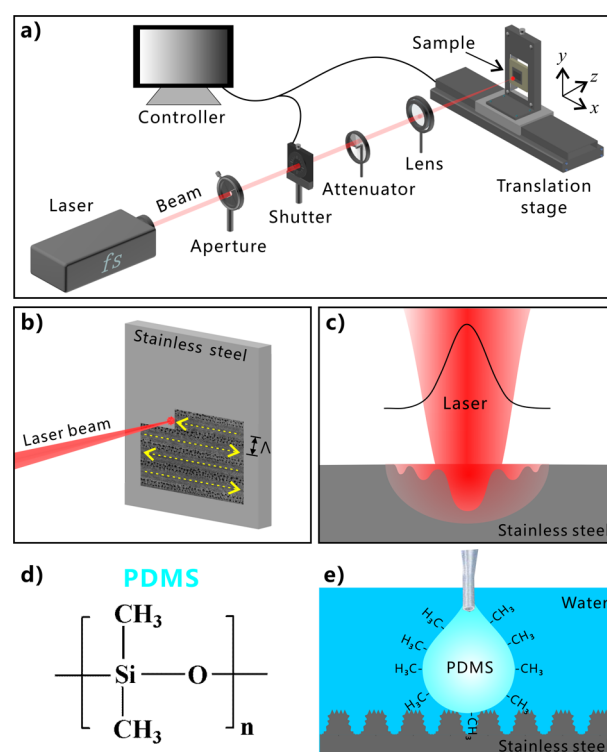 a)
Controller
Sample
y
z
x
Lens
Attenuator
Shutter
Aperture
Beam
Laser
fs
Translation
stage
b)
Stainless steel
Laser beam
Λ
c)
Laser
Stainless steel
d)
PDMS
CH₃
Si
O
n
CH₃
e)
Water
H₃C-
-CH₃
H₃C-
-CH₃
H₃C-
PDMS
-CH₃
H₃C-
-CH₃
-CH₃
Stainless steel